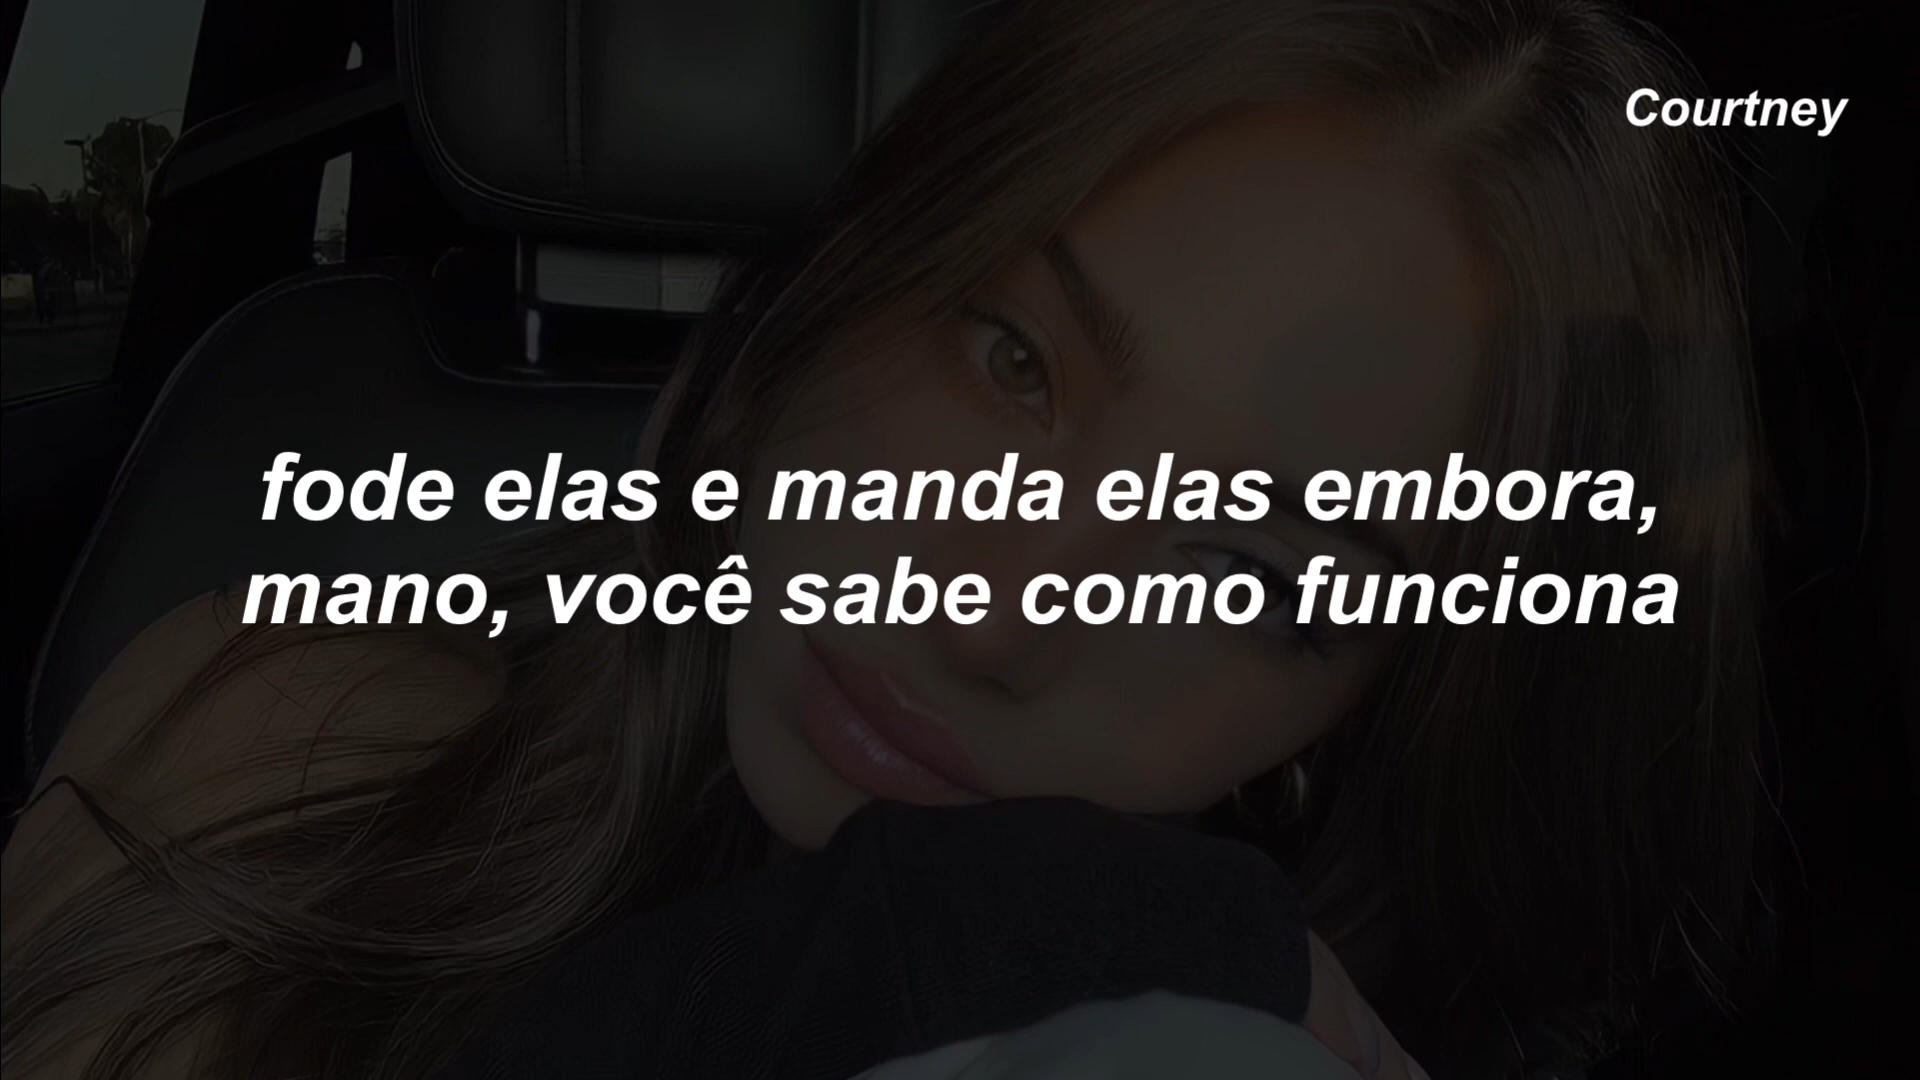 Courtney
fode elas e manda elas embora,
mano, você sabe como funciona